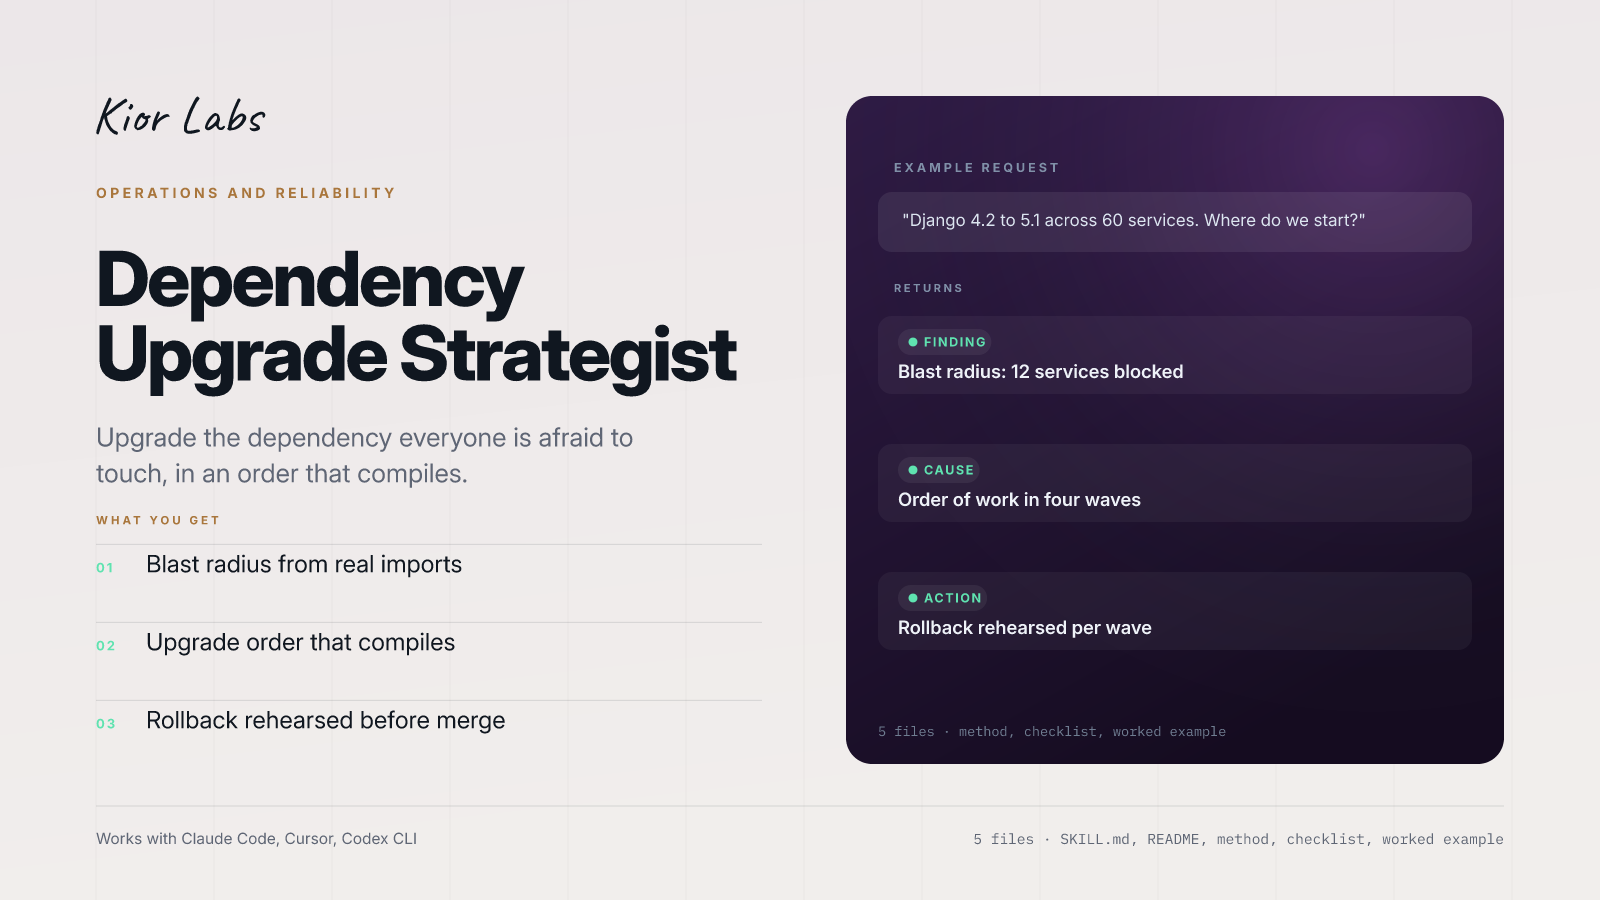 Kior Labs
OPERATIONS AND RELIABILITY
Dependency
Upgrade Strategist
Upgrade the dependency everyone is afraid to
touch, in an order that compiles.
WHAT YOU GET
01 Blast radius from real imports
02 Upgrade order that compiles
03 Rollback rehearsed before merge
EXAMPLE REQUEST
"Django 4.2 to 5.1 across 60 services. Where do we start?"
RETURNS
FINDING
Blast radius: 12 services blocked
CAUSE
Order of work in four waves
ACTION
Rollback rehearsed per wave
5 files · method, checklist, worked example
Works with Claude Code, Cursor, Codex CLI
5 files · SKILL.md, README, method, checklist, worked example